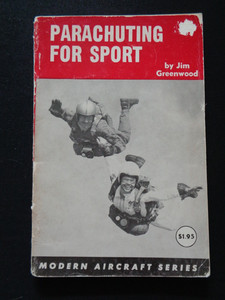 PARACHUTING
FOR SPORT
by Jim
Greenwood
$1.95
MODERN AIRCRAFT SERIES